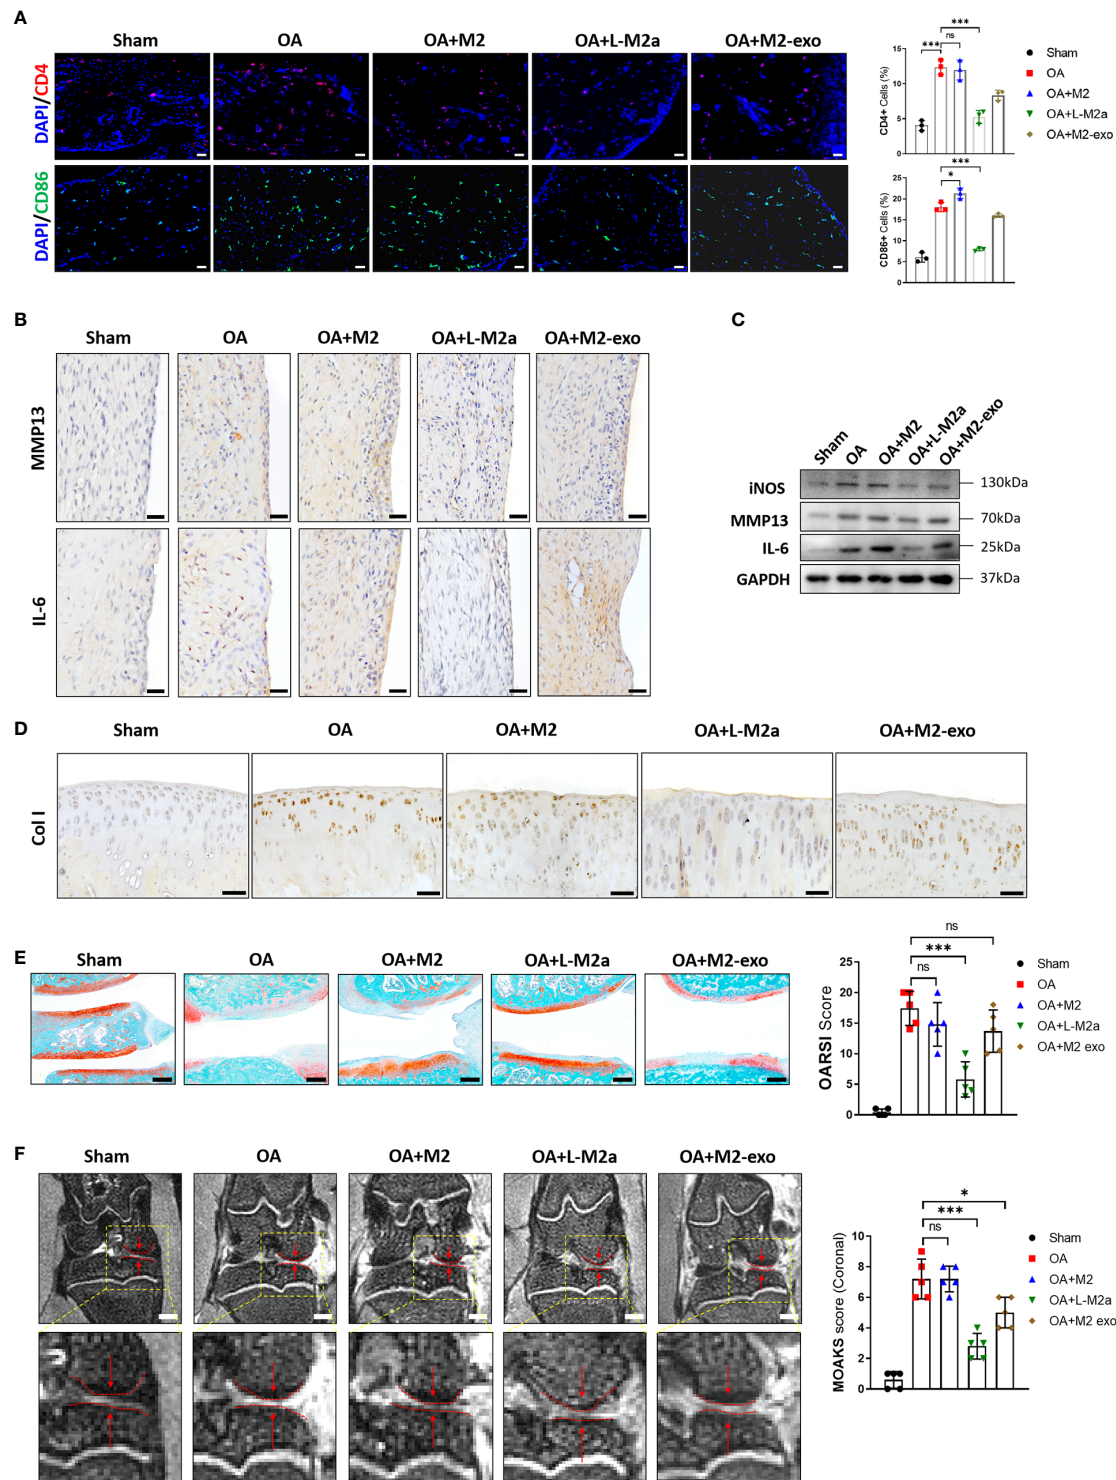 A
Sham OA OA+M2 OA+L-M2a OA+M2-exo
DAPI/CD4
DAPI/CD86
CD4+ Cells (%)
15
10
5
0
***
***
ns
Sham
OA
OA+M2
OA+L-M2a
OA+M2-exo
CD86+ Cells (%)
25
20
15
10
5
0
***
*
B
Sham OA OA+M2 OA+L-M2a OA+M2-exo
MMP13
IL-6
C
Sham OA OA+M2 OA+L-M2a OA+M2-exo
iNOS 130kDa
MMP13 70kDa
IL-6 25kDa
GAPDH 37kDa
D
Sham OA OA+M2 OA+L-M2a OA+M2-exo
Col I
E
Sham OA OA+M2 OA+L-M2a OA+M2-exo
OARSI Score
25
20
15
10
5
0
ns
***
ns
Sham
OA
OA+M2
OA+L-M2a
OA+M2 exo
F
Sham OA OA+M2 OA+L-M2a OA+M2-exo
MOAKS score (Coronal)
10
8
6
4
2
0
*
***
ns
Sham
OA
OA+M2
OA+L-M2a
OA+M2 exo